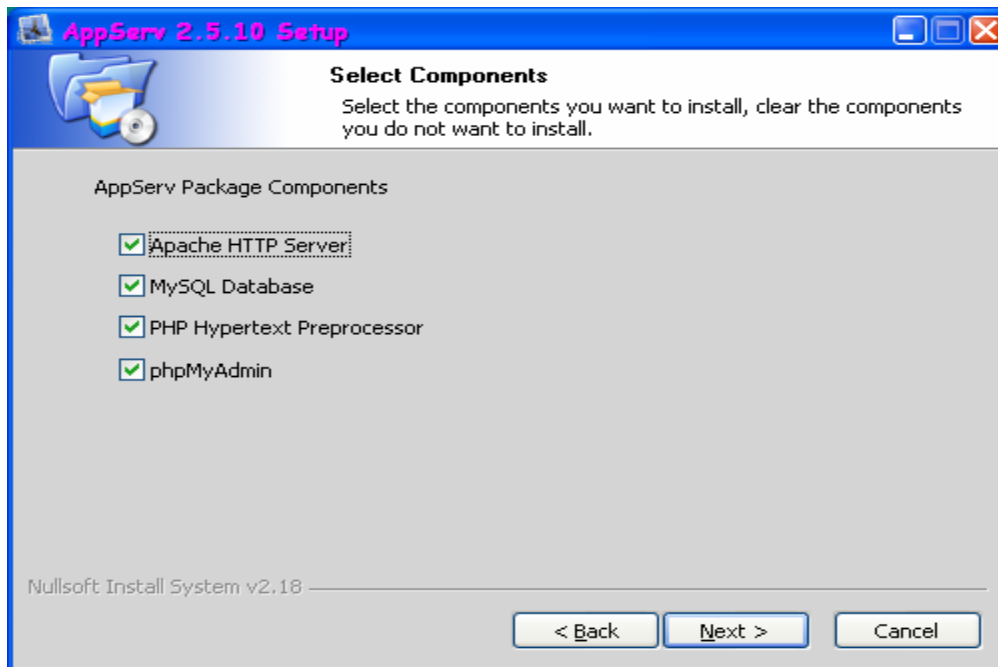 AppServ 2.5.10 Setup
Select Components
Select the components you want to install, clear the components
you do not want to install.
AppServ Package Components
Apache HTTP Server
MySQL Database
PHP Hypertext Preprocessor
phpMyAdmin
Nullsoft Install System v2.18
< Back Next > Cancel